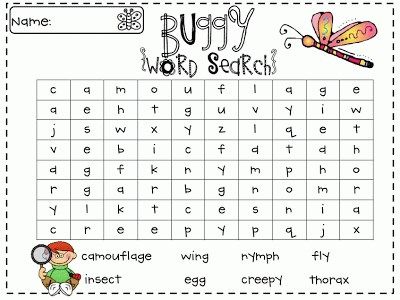 Name:
BUggY
{WORD SeaRcH}
c a m o u f l a g e
a e h t g u v y i w
j s w x y z l q e t
v e b i c f d t d h
d g f k n y m p h o
r g a r b g n o m r
y l k t c e s n i a
c r e e p y p q j x
camouflage wing nymph fly
insect egg creepy thorax